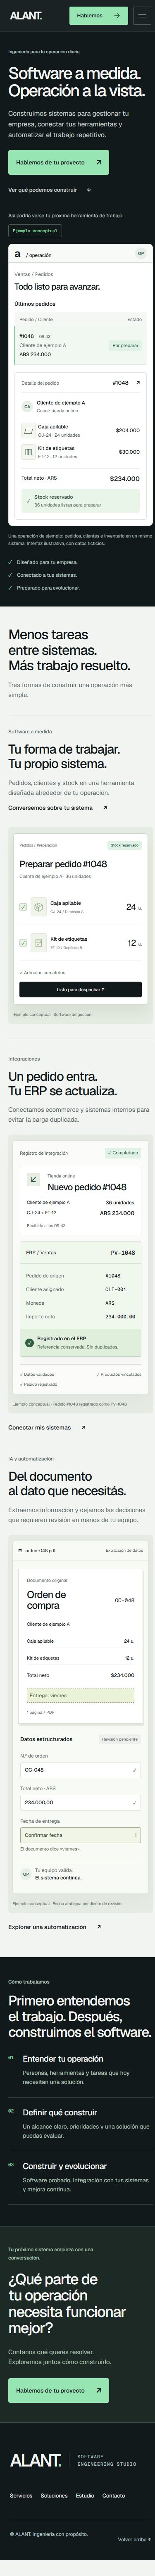 ALANT.
Hablemos →
Ingeniería para la operación diaria
Software a medida.
Operación a la vista.
Construimos sistemas para gestionar tu
empresa, conectar tus herramientas y
automatizar el trabajo repetitivo.
Hablemos de tu proyecto ↗
Ver qué podemos construir ↓
Así podría verse tu próxima herramienta de trabajo.
Ejemplo conceptual
a / operación OP
Ventas / Pedidos
Todo listo para avanzar.
Últimos pedidos
Pedido / Cliente Estado
#1048 09:42
Cliente de ejemplo A Por preparar
ARS 234.000
Detalle del pedido #1048 ↗
CA Cliente de ejemplo A
Canal: tienda online
Caja apilable $204.000
CJ-24 · 24 unidades
Kit de etiquetas $30.000
ET-12 · 12 unidades
Total neto · ARS $234.000
✓ Stock reservado
36 unidades listas para preparar
Una operación de ejemplo: pedidos, clientes e inventario en un mismo
sistema. Interfaz ilustrativa, con datos ficticios.
✓ Diseñado para tu empresa.
✓ Conectado a tus sistemas.
✓ Preparado para evolucionar.
Menos tareas
entre sistemas.
Más trabajo resuelto.
Tres formas de construir una operación más
simple.
Software a medida
Tu forma de trabajar.
Tu propio sistema.
Pedidos, clientes y stock en una herramienta
diseñada alrededor de tu operación.
Conversemos sobre tu sistema ↗
Pedidos / Preparación Stock reservado
Preparar pedido #1048
Cliente de ejemplo A · 36 unidades
✓ Caja apilable 24 u.
CJ-24 / Depósito A
✓ Kit de etiquetas 12 u.
ET-12 / Depósito B
✓ Artículos completos
Listo para despachar ↗
Ejemplo conceptual · Software de gestión
Integraciones
Un pedido entra.
Tu ERP se actualiza.
Conectamos ecommerce y sistemas internos para
evitar la carga duplicada.
Registro de integración ✓ Completado
Tienda online
Nuevo pedido #1048
Cliente de ejemplo A 36 unidades
CJ-24 + ET-12 ARS 234.000
Recibido a las 09:42
ERP / Ventas PV-1048
Pedido de origen #1048
Cliente asignado CLI-001
Moneda ARS
Importe neto 234.000,00
✓ Registrado en el ERP
Referencia conservada. Sin duplicados.
✓ Datos validados ✓ Productos vinculados
✓ Pedido registrado
Ejemplo conceptual · Pedido #1048 registrado como PV-1048
Conectar mis sistemas ↗
IA y automatización
Del documento
al dato que necesitás.
Extraemos información y dejamos las decisiones
que requieren revisión en manos de tu equipo.
orden-048.pdf Extracción de datos
Documento original
Orden de
compra OC-048
Cliente de ejemplo A
Caja apilable 24 u.
Kit de etiquetas 12 u.
Total neto $234.000
Entrega: viernes
1 página / PDF
Datos estructurados Revisión pendiente
N.º de orden
OC-048 ✓
Total neto · ARS
234.000,00 ✓
Fecha de entrega
Confirmar fecha !
El documento dice «viernes».
OP Tu equipo valida.
El sistema continúa.
Ejemplo conceptual · Fecha ambigua pendiente de revisión
Explorar una automatización ↗
Cómo trabajamos
Primero entendemos
el trabajo. Después,
construimos el software.
01 Entender tu operación
Personas, herramientas y tareas que hoy
necesitan una solución.
02 Definir qué construir
Un alcance claro, prioridades y una solución que
puedas evaluar.
03 Construir y evolucionar
Software probado, integración con tus sistemas
y mejora continua.
Tu próximo sistema empieza con una
conversación.
¿Qué parte de
tu operación
necesita funcionar
mejor?
Contanos qué querés resolver.
Exploremos juntos cómo construirlo.
Hablemos de tu proyecto ↗
ALANT. SOFTWARE
ENGINEERING STUDIO
Servicios Soluciones Estudio Contacto
© ALANT. Ingeniería con propósito.
Volver arriba ↑